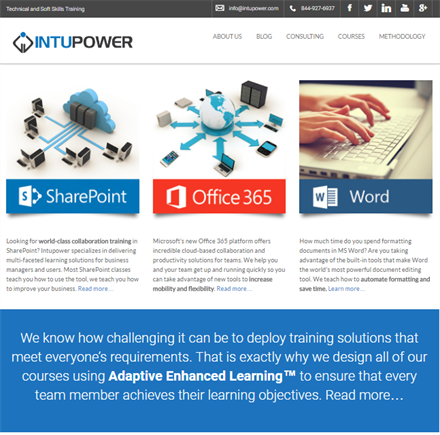 Technical and Soft Skills Training
info@intupower.com
844-927-6937
INTUPOWER
ABOUT US BLOG CONSULTING COURSES METHODOLOGY
SharePoint
Office 365
Word
Looking for world-class collaboration training in
SharePoint? Intupower specializes in delivering
multi-faceted learning solutions for business
managers and users. Most SharePoint classes
teach you how to use the tool, we teach you how
to improve your business. Read more…
Microsoft's new Office 365 platform offers
incredible cloud-based collaboration and
productivity solutions for teams. We help you
and your team get up and running quickly so you
can take advantage of new tools to increase
mobility and flexibility. Read more…
How much time do you spend formatting
documents in MS Word? Are you taking
advantage of the built-in tools that make Word
the world's most powerful document editing
tool. We teach how to automate formatting and
save time. Learn more…
We know how challenging it can be to deploy training solutions that
meet everyone's requirements. That is exactly why we design all of our
courses using Adaptive Enhanced Learning™ to ensure that every
team member achieves their learning objectives. Read more…